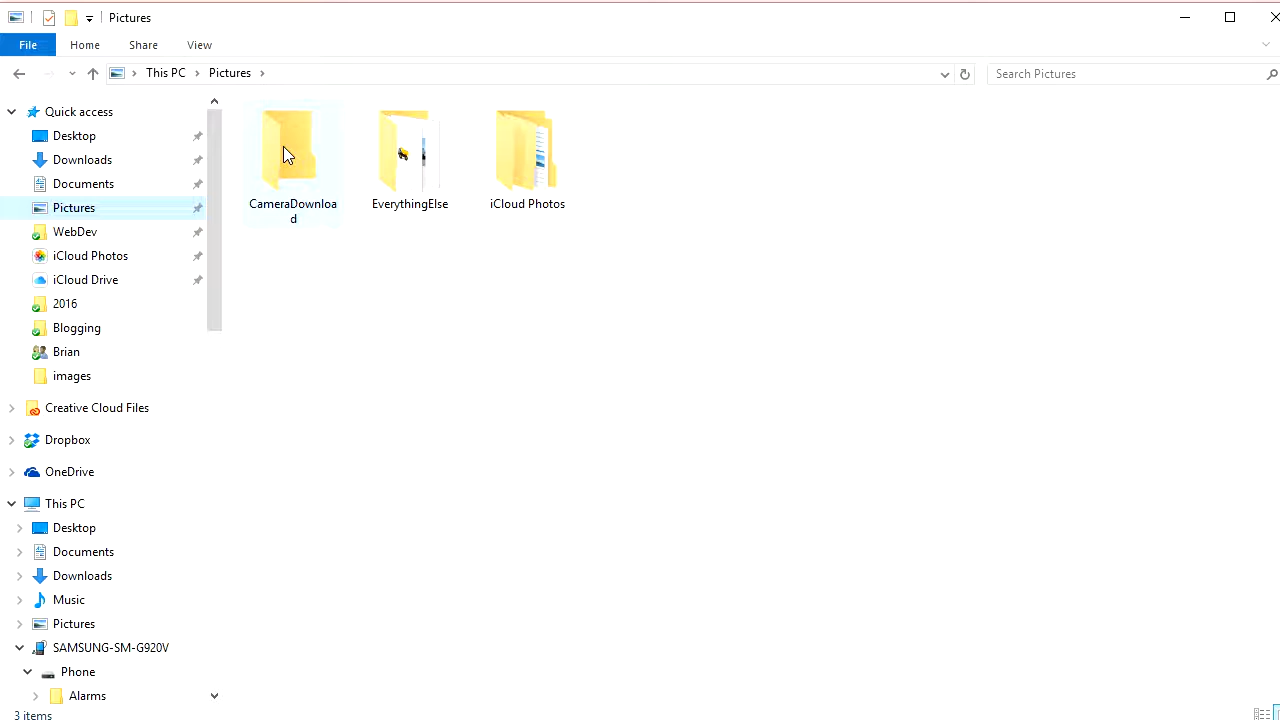 Pictures
File Home Share View
This PC Pictures
Search Pictures
Quick access
Desktop
Downloads
Documents
Pictures
WebDev
iCloud Photos
iCloud Drive
2016
Blogging
Brian
images
Creative Cloud Files
Dropbox
OneDrive
This PC
Desktop
Documents
Downloads
Music
Pictures
SAMSUNG-SM-G920V
Phone
Alarms
CameraDownloa
d
EverythingElse
iCloud Photos
3 items